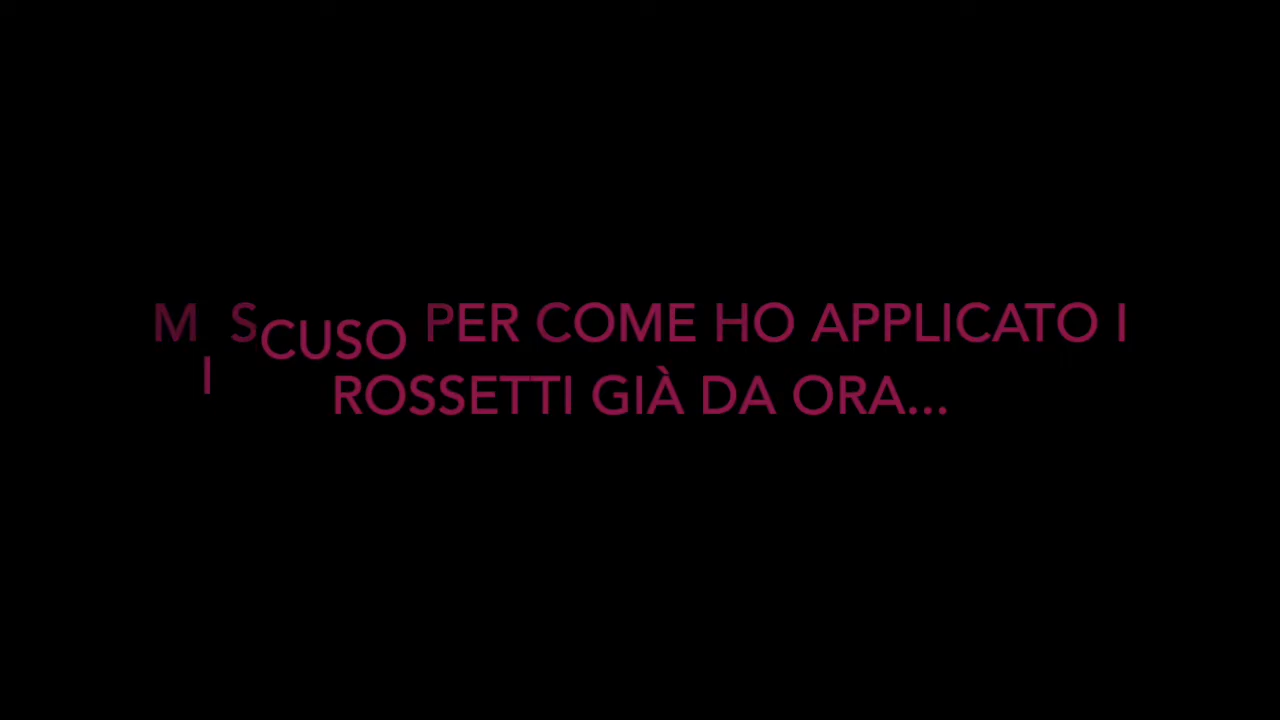 MI SCUSO PER COME HO APPLICATO I
ROSSETTI GIÀ DA ORA...